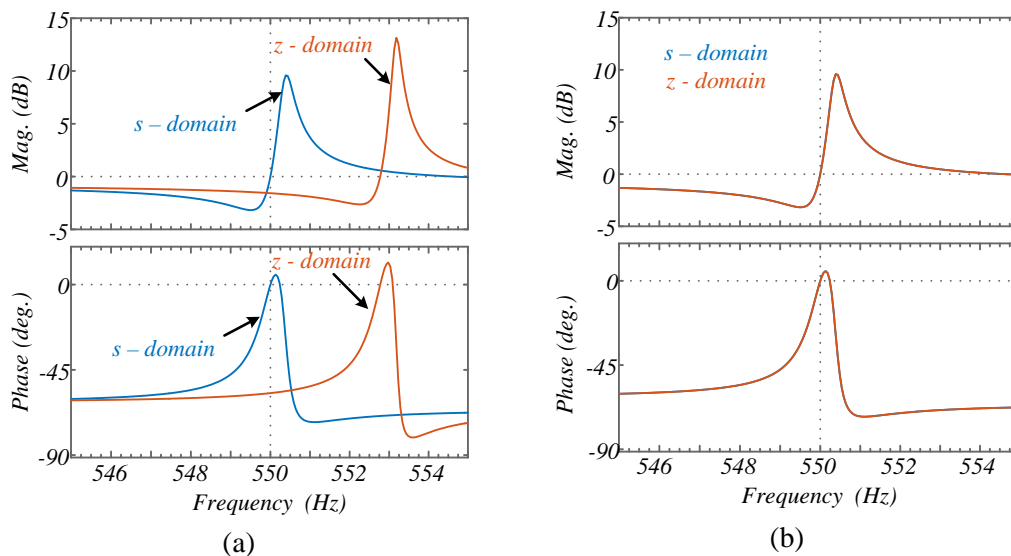 15
10
5
0
-5
Mag. (dB)
z - domain
s – domain
0
-45
-90
Phase (deg.)
z - domain
s – domain
546
548
550
552
554
Frequency (Hz)
(a)
15
10
5
0
-5
Mag. (dB)
s – domain
z - domain
0
-45
-90
Phase (deg.)
546
548
550
552
554
Frequency (Hz)
(b)